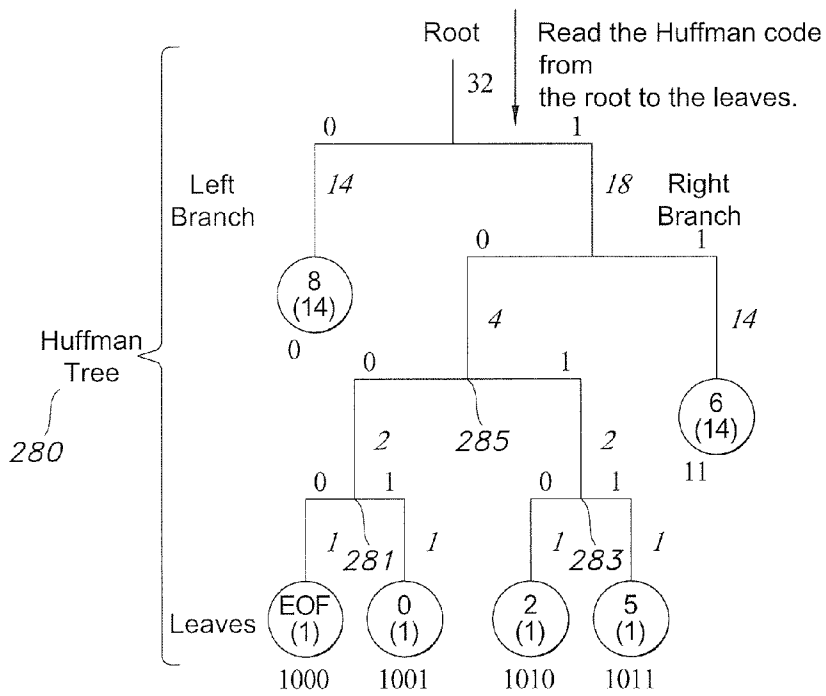 Root
Read the Huffman code
from
the root to the leaves.
32
0 1
Left
Branch
14
18
Right
Branch
0 1
8
(14)
0
4
14
Huffman
Tree
280
0 1
6
(14)
11
2
285
2
0 1 0 1
1 281 1 1 283 1
Leaves
EOF
(1)
0
(1)
2
(1)
5
(1)
1000 1001 1010 1011